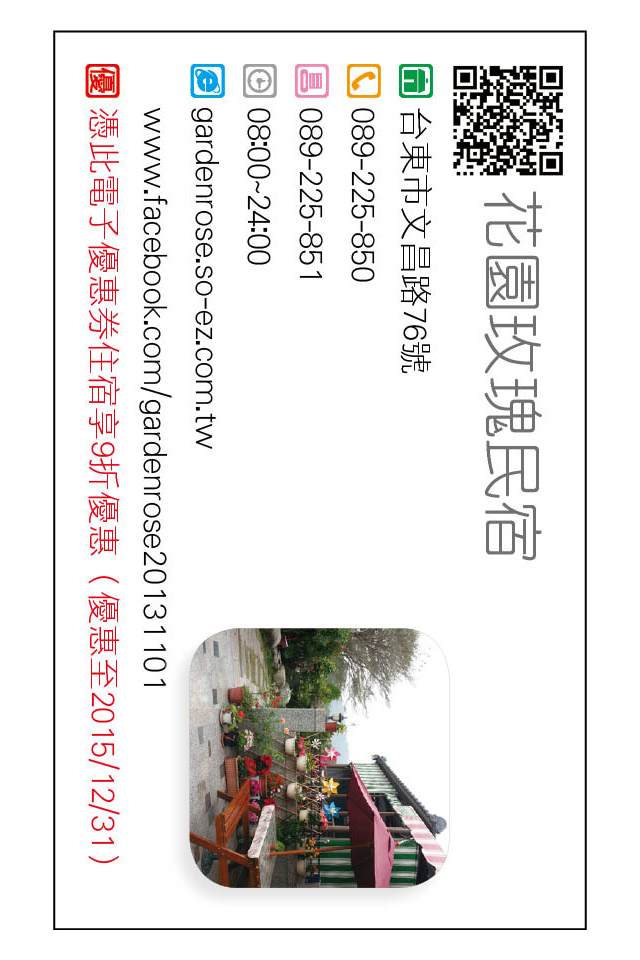 花園玫瑰民宿
台東市文昌路76號
089-225-850
089-225-851
08:00~24:00
gardenrose.so-ez.com.tw
www.facebook.com/gardenrose20131101
優 憑此電子優惠券住宿享9折優惠（優惠至2015/12/31）